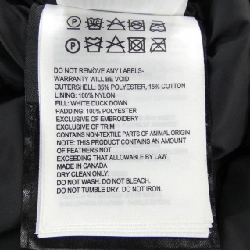 DO NOT REMOVE ANY LABELS-
WARRANTY WILL BE VOID
OUTERSHELL: 85% POLYESTER, 15% COTTON
LINING: 100% NYLON
FILL: WHITE DUCK DOWN
PADDING: 100% POLYESTER
EXCLUSIVE OF EMBROIDERY
EXCLUSIVE OF TRIM
CONTAINS NON-TEXTILE PARTS OF ANIMAL ORIGIN
NOTE: THIS PRODUCT CONTAINS AN AMOUNT
OF FEATHERS NOT
EXCEEDING THAT ALLOWABLE BY LAW
MADE IN CANADA
DRY CLEAN ONLY.
DO NOT WASH. DO NOT BLEACH.
DO NOT TUMBLE DRY. DO NOT IRON.